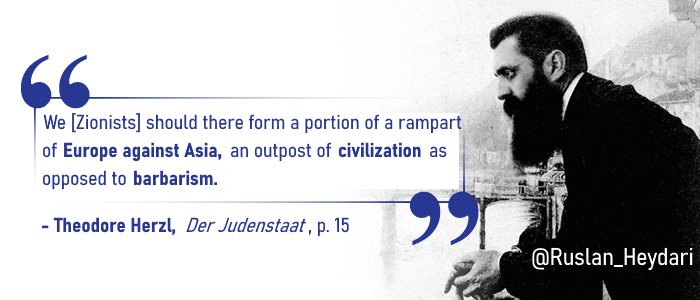 We [Zionists] should there form a portion of a rampart
of Europe against Asia, an outpost of civilization as
opposed to barbarism.
- Theodore Herzl, Der Judenstaat , p. 15
@Ruslan_Heydari